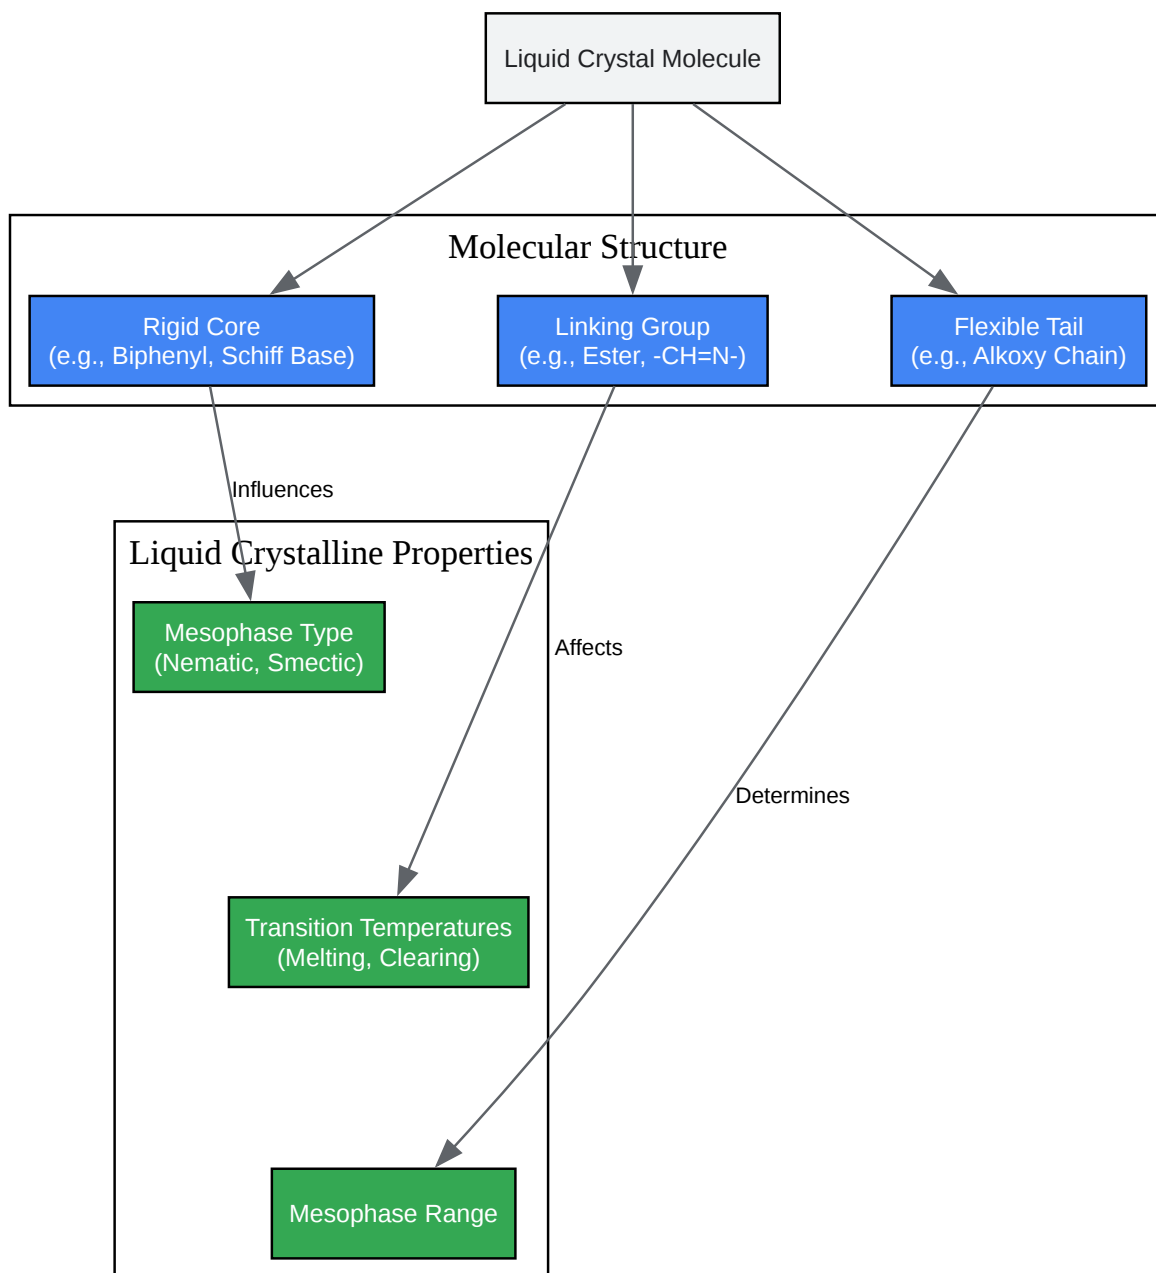 Liquid Crystal Molecule
Molecular Structure
Rigid Core
(e.g., Biphenyl, Schiff Base)
Linking Group
(e.g., Ester, -CH=N-)
Flexible Tail
(e.g., Alkoxy Chain)
Influences
Liquid Crystalline Properties
Mesophase Type
(Nematic, Smectic)
Affects
Determines
Transition Temperatures
(Melting, Clearing)
Mesophase Range